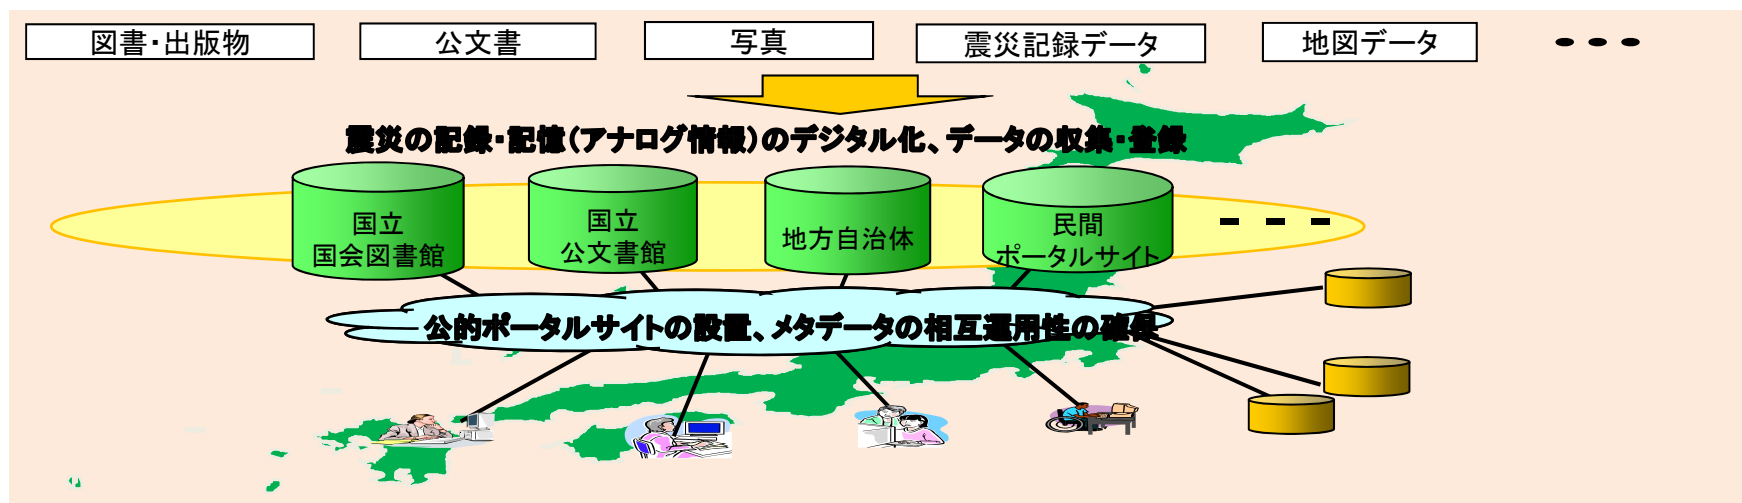 図書・出版物
公文書
写真
震災記録データ
地図データ
・・・
震災の記録・記憶(アナログ情報)のデジタル化、データの収集・登録
国立
国会図書館
国立
公文書館
地方自治体
民間
ポータルサイト
公的ポータルサイトの設置、メタデータの相互運用性の確保